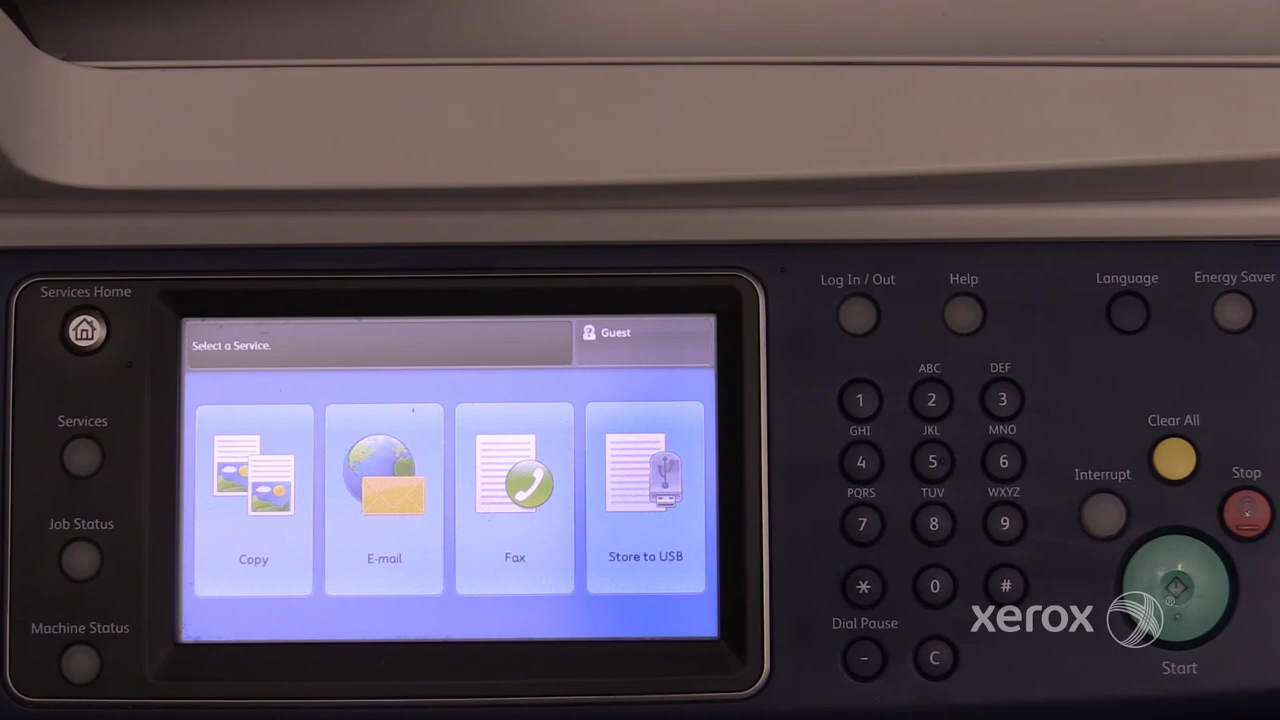 Services Home
Services
Job Status
Machine Status
Select a Service.
Guest
Copy
E-mail
Fax
Store to USB
Log In / Out
Help
Language
Energy Saver
ABC
DEF
1
2
3
GHI
JKL
MNO
4
5
6
PQRS
TUV
WXYZ
7
8
9
*
0
#
Dial Pause
-
C
Clear All
Interrupt
Stop
Start
xerox ®